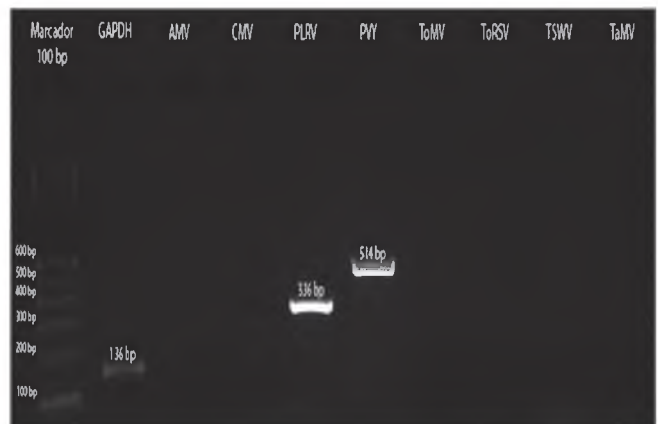 Marcador GAPDH AMV CMV PLRV PVY ToMV ToRSV TSWV TaMV
100 bp
600 bp
514 bp
500 bp
400 bp
336 bp
300 bp
200 bp
136 bp
100 bp